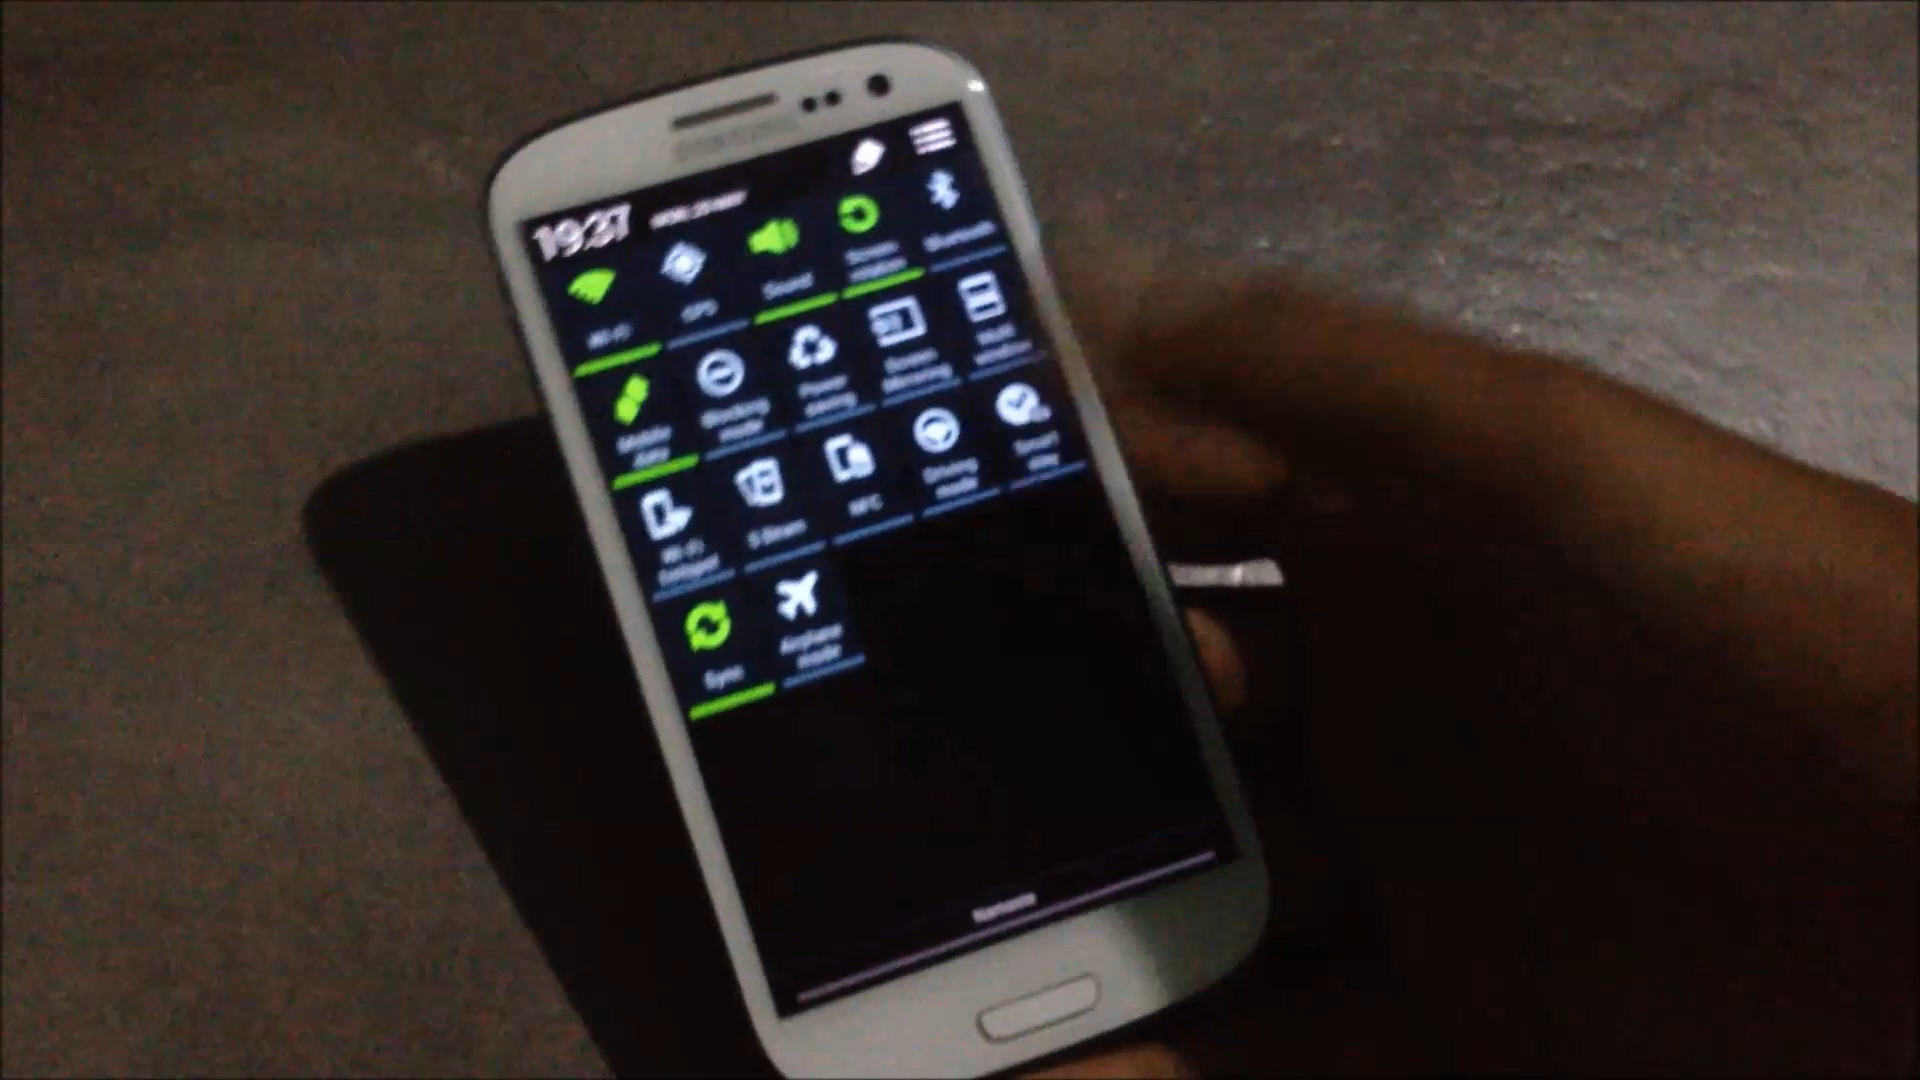 19:37
Wi-Fi
GPS
Sound
Screen rotation
Bluetooth
Mobile data
Blocking mode
Power saving
Screen Mirroring
Multi window
Wi-Fi hotspot
S Beam
NFC
Driving mode
Smart stay
Sync
Airplane mode